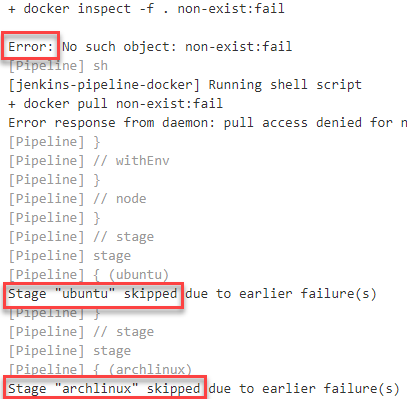 + docker inspect -f . non-exist:fail
Error: No such object: non-exist:fail
[Pipeline] sh
[jenkins-pipeline-docker] Running shell script
+ docker pull non-exist:fail
Error response from daemon: pull access denied for n
[Pipeline] }
[Pipeline] // withEnv
[Pipeline] }
[Pipeline] // node
[Pipeline] }
[Pipeline] // stage
[Pipeline] stage
[Pipeline] { (ubuntu)
Stage "ubuntu" skipped due to earlier failure(s)
[Pipeline] }
[Pipeline] // stage
[Pipeline] stage
[Pipeline] { (archlinux)
Stage "archlinux" skipped due to earlier failure(s)